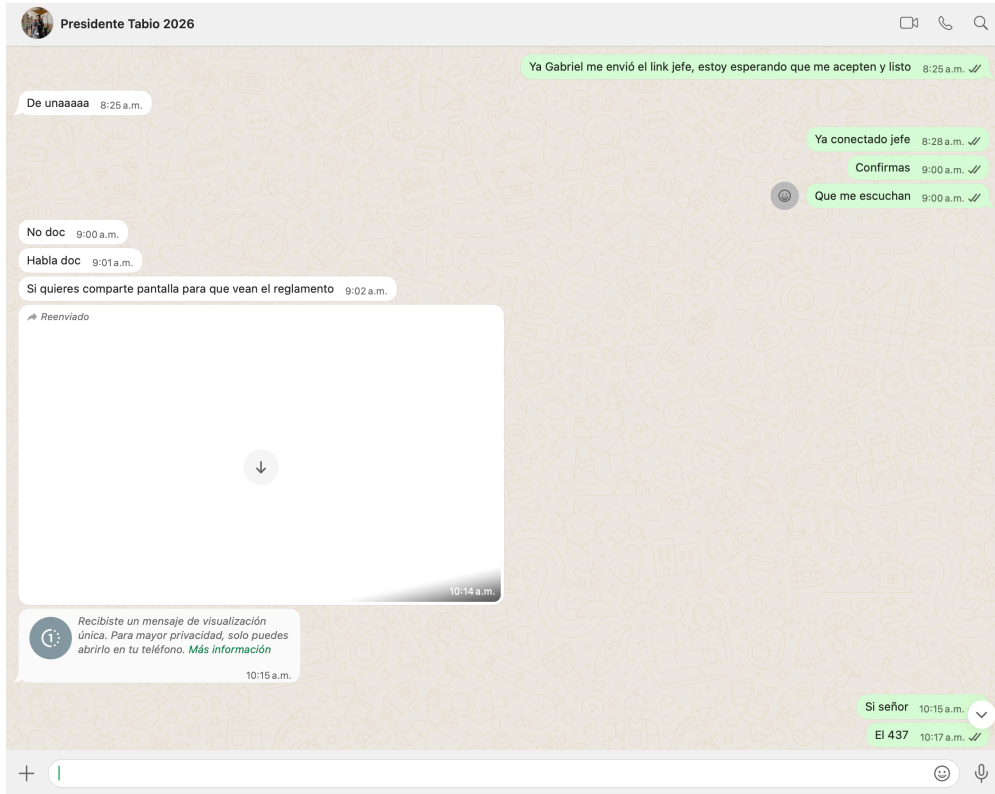 Presidente Tabio 2026
Ya Gabriel me envió el link jefe, estoy esperando que me acepten y listo 8:25 a.m.
De unaaaaa 8:25 a.m.
Ya conectado jefe 8:28 a.m.
Confirmas 9:00 a.m.
Que me escuchan 9:00 a.m.
No doc 9:00 a.m.
Habla doc 9:01 a.m.
Si quieres comparte pantalla para que vean el reglamento 9:02 a.m.
Reenviado
10:14 a.m.
Recibiste un mensaje de visualización
única. Para mayor privacidad, solo puedes
abrirlo en tu teléfono. Más información
10:15 a.m.
Si señor 10:15 a.m.
El 437 10:17 a.m.